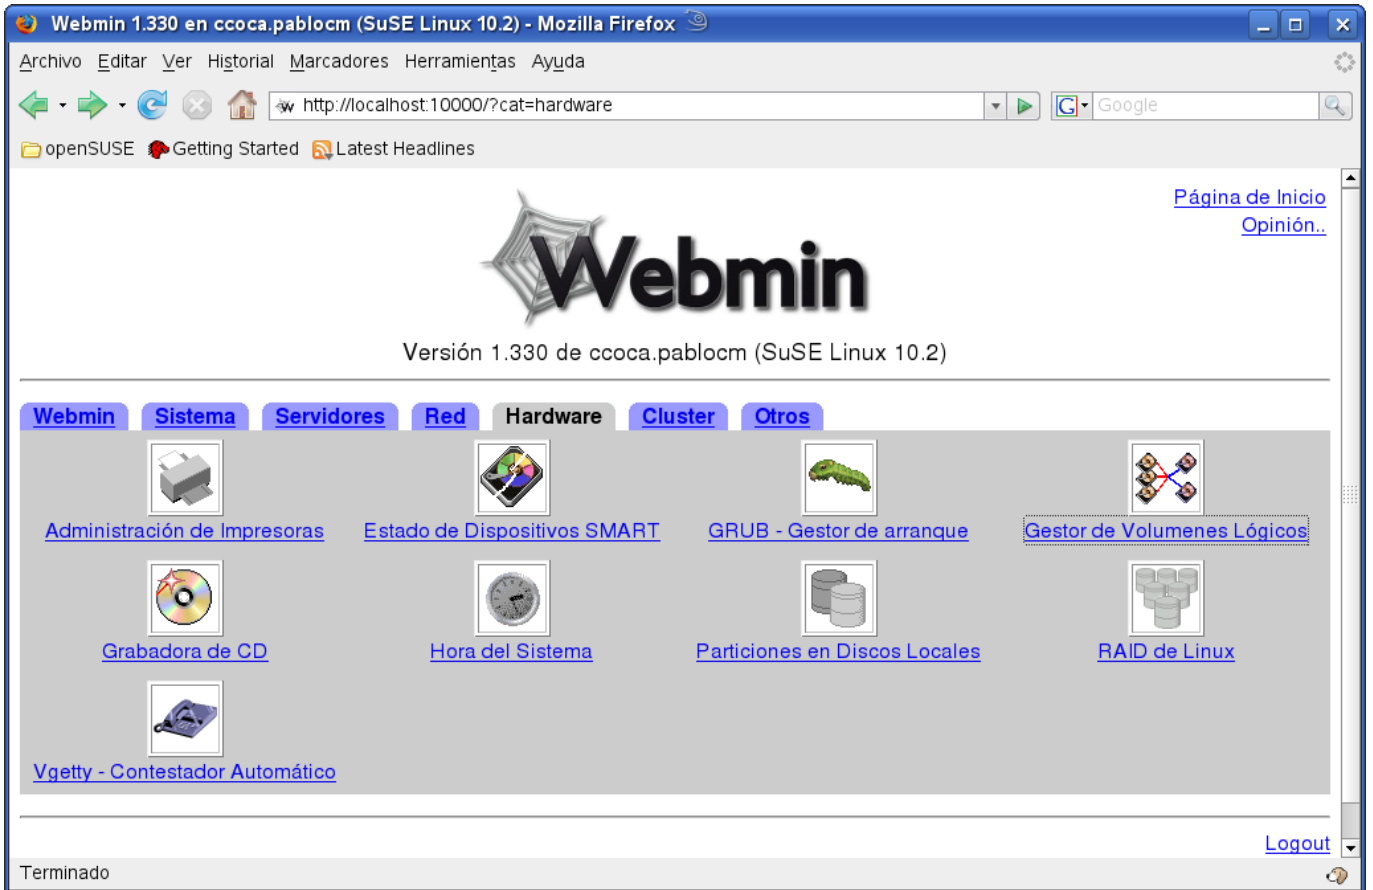 Webmin 1.330 en ccoca.pablocm (SuSE Linux 10.2) - Mozilla Firefox
Archivo Editar Ver Historial Marcadores Herramientas Ayuda
http://localhost:10000/?cat=hardware
G Google
openSUSE Getting Started Latest Headlines
Página de Inicio
Opinión..
Webmin
Versión 1.330 de ccoca.pablocm (SuSE Linux 10.2)
Webmin Sistema Servidores Red Hardware Cluster Otros
Administración de Impresoras Estado de Dispositivos SMART GRUB - Gestor de arranque Gestor de Volumenes Lógicos
Grabadora de CD Hora del Sistema Particiones en Discos Locales RAID de Linux
Vgetty - Contestador Automático
Logout
Terminado